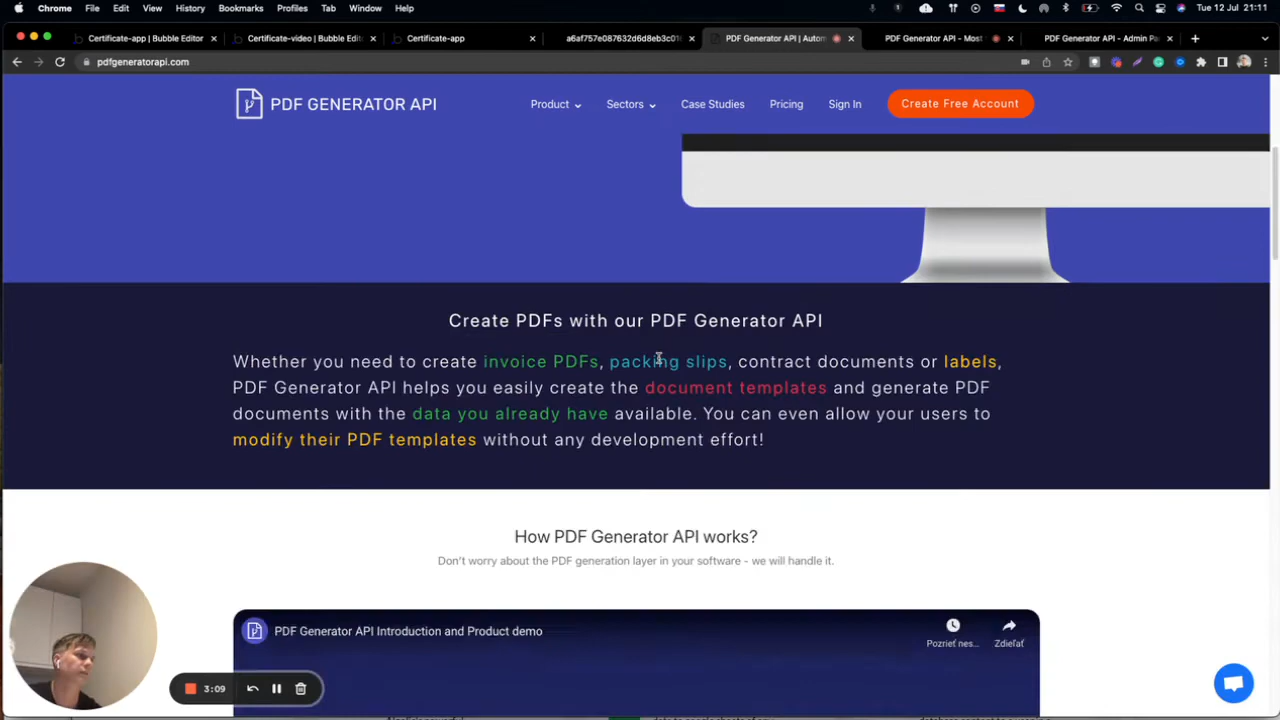 Chrome File Edit View History Bookmarks Profiles Tab Window Help Tue 12 Jul 21:11
Certificate-app | Bubble Editor Certificate-video | Bubble Edit Certificate-app a6af757e087632d6d8eb3c01 PDF Generator API | Autom PDF Generator API - Most PDF Generator API - Admin Pa
pdfgeneratorapi.com
PDF GENERATOR API Product Sectors Case Studies Pricing Sign In Create Free Account
Create PDFs with our PDF Generator API
Whether you need to create invoice PDFs, packing slips, contract documents or labels,
PDF Generator API helps you easily create the document templates and generate PDF
documents with the data you already have available. You can even allow your users to
modify their PDF templates without any development effort!
How PDF Generator API works?
Don't worry about the PDF generation layer in your software - we will handle it.
PDF Generator API Introduction and Product demo
Pozrieť nes... Zdieľať
3:09